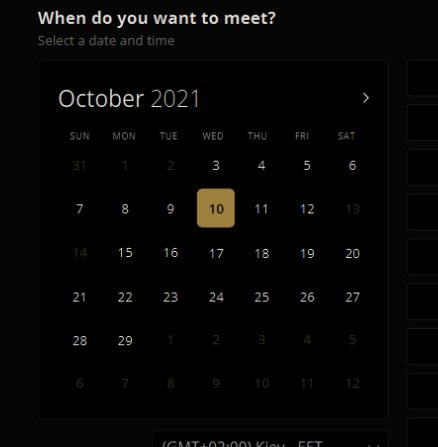 When do you want to meet?
Select a date and time
October 2021
SUN MON TUE WED THU FRI SAT
31 1 2 3 4 5 6
7 8 9 10 11 12 13
14 15 16 17 18 19 20
21 22 23 24 25 26 27
28 29 1 2 3 4 5
6 7 8 9 10 11 12
(GMT+02:00) Kiev - EET